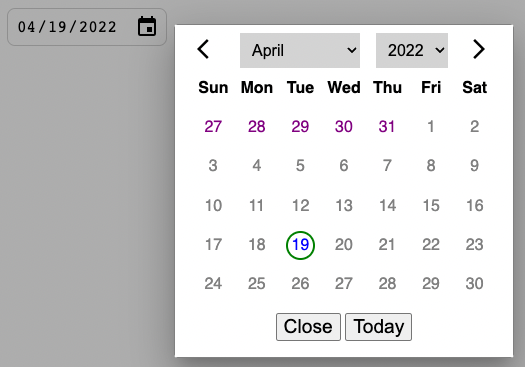 04/19/2022
April 2022
Sun Mon Tue Wed Thu Fri Sat
27 28 29 30 31 1 2
3 4 5 6 7 8 9
10 11 12 13 14 15 16
17 18 19 20 21 22 23
24 25 26 27 28 29 30
Close Today